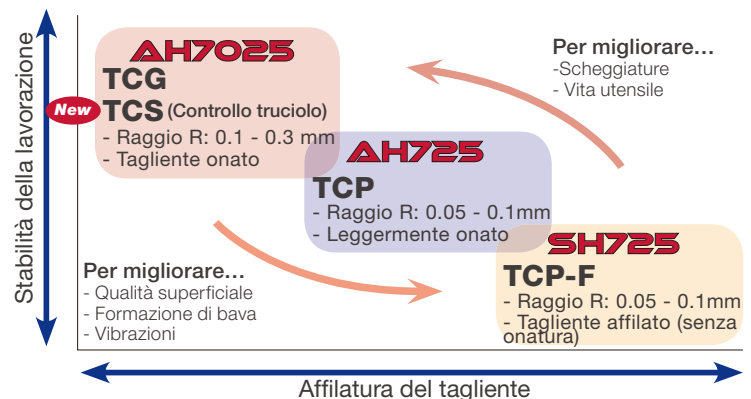 Stabilità della lavorazione
AH7025
TCG
New
TCS (Controllo truciolo)
- Raggio R: 0.1 - 0.3 mm
- Tagliente onato
Per migliorare...
-Scheggiature
- Vita utensile
AH725
TCP
- Raggio R: 0.05 - 0.1mm
- Leggermente onato
SH725
TCP-F
- Raggio R: 0.05 - 0.1mm
- Tagliente affilato (senza
onatura)
Per migliorare...
- Qualità superficiale
- Formazione di bava
- Vibrazioni
Affilatura del tagliente